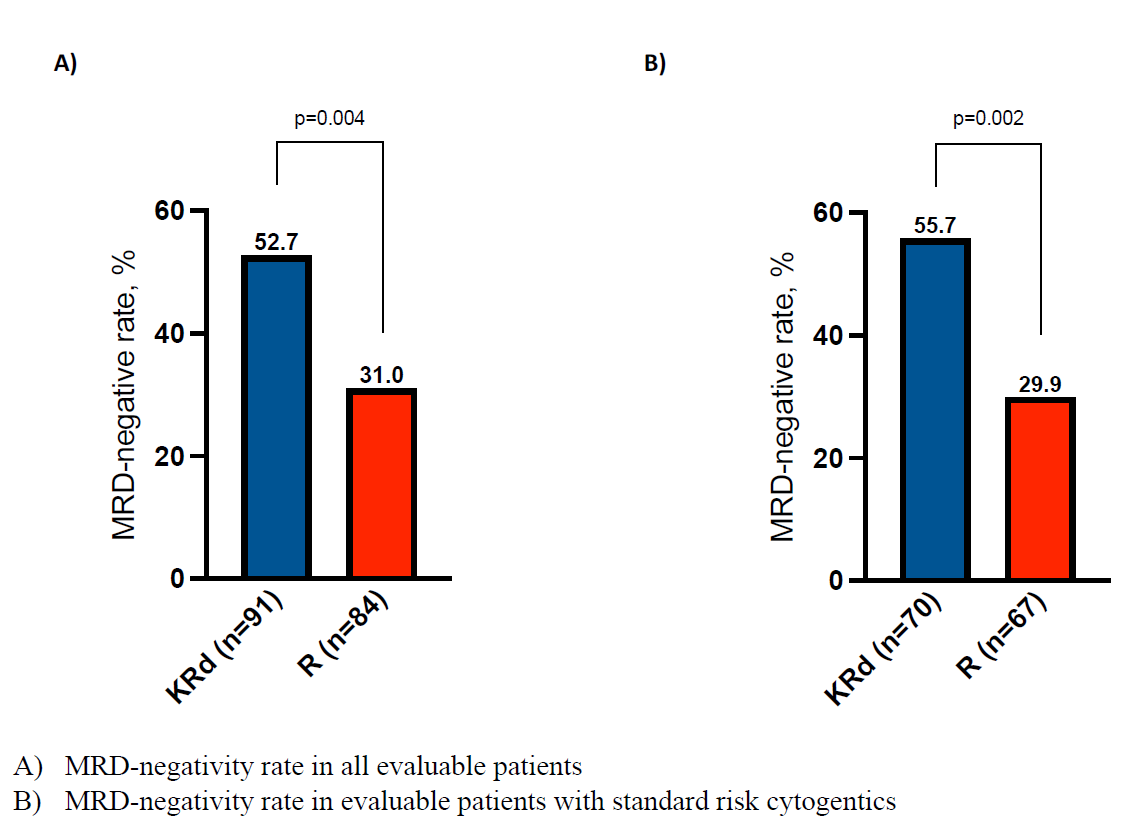 A)
B)
p=0.004
p=0.002
MRD-negative rate, %
60
40
20
0
52.7
31.0
KRd (n=91)
R (n=84)
MRD-negative rate, %
60
40
20
0
55.7
29.9
KRd (n=70)
R (n=67)
A) MRD-negativity rate in all evaluable patients
B) MRD-negativity rate in evaluable patients with standard risk cytogentics